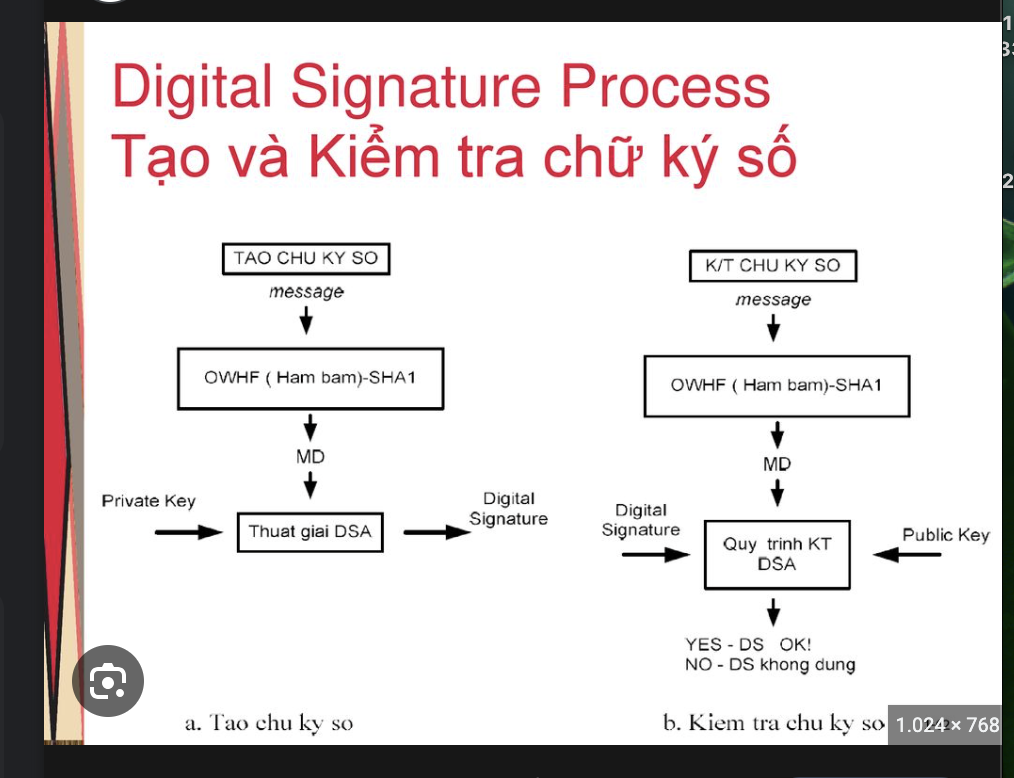 Digital Signature Process
Tạo và Kiểm tra chữ ký số
TAO CHU KY SO
message
OWHF ( Ham bam)-SHA1
MD
Private Key
Thuat giai DSA
Digital
Signature
a. Tao chu ky so
K/T CHU KY SO
message
OWHF ( Ham bam)-SHA1
MD
Digital
Signature
Quy trinh KT
DSA
Public Key
YES - DS OK!
NO - DS khong dung
b. Kiem tra chu ky so
1.024 × 768